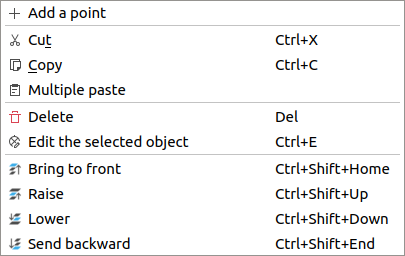 Add a point
Cut Ctrl+X
Copy Ctrl+C
Multiple paste
Delete Del
Edit the selected object Ctrl+E
Bring to front Ctrl+Shift+Home
Raise Ctrl+Shift+Up
Lower Ctrl+Shift+Down
Send backward Ctrl+Shift+End